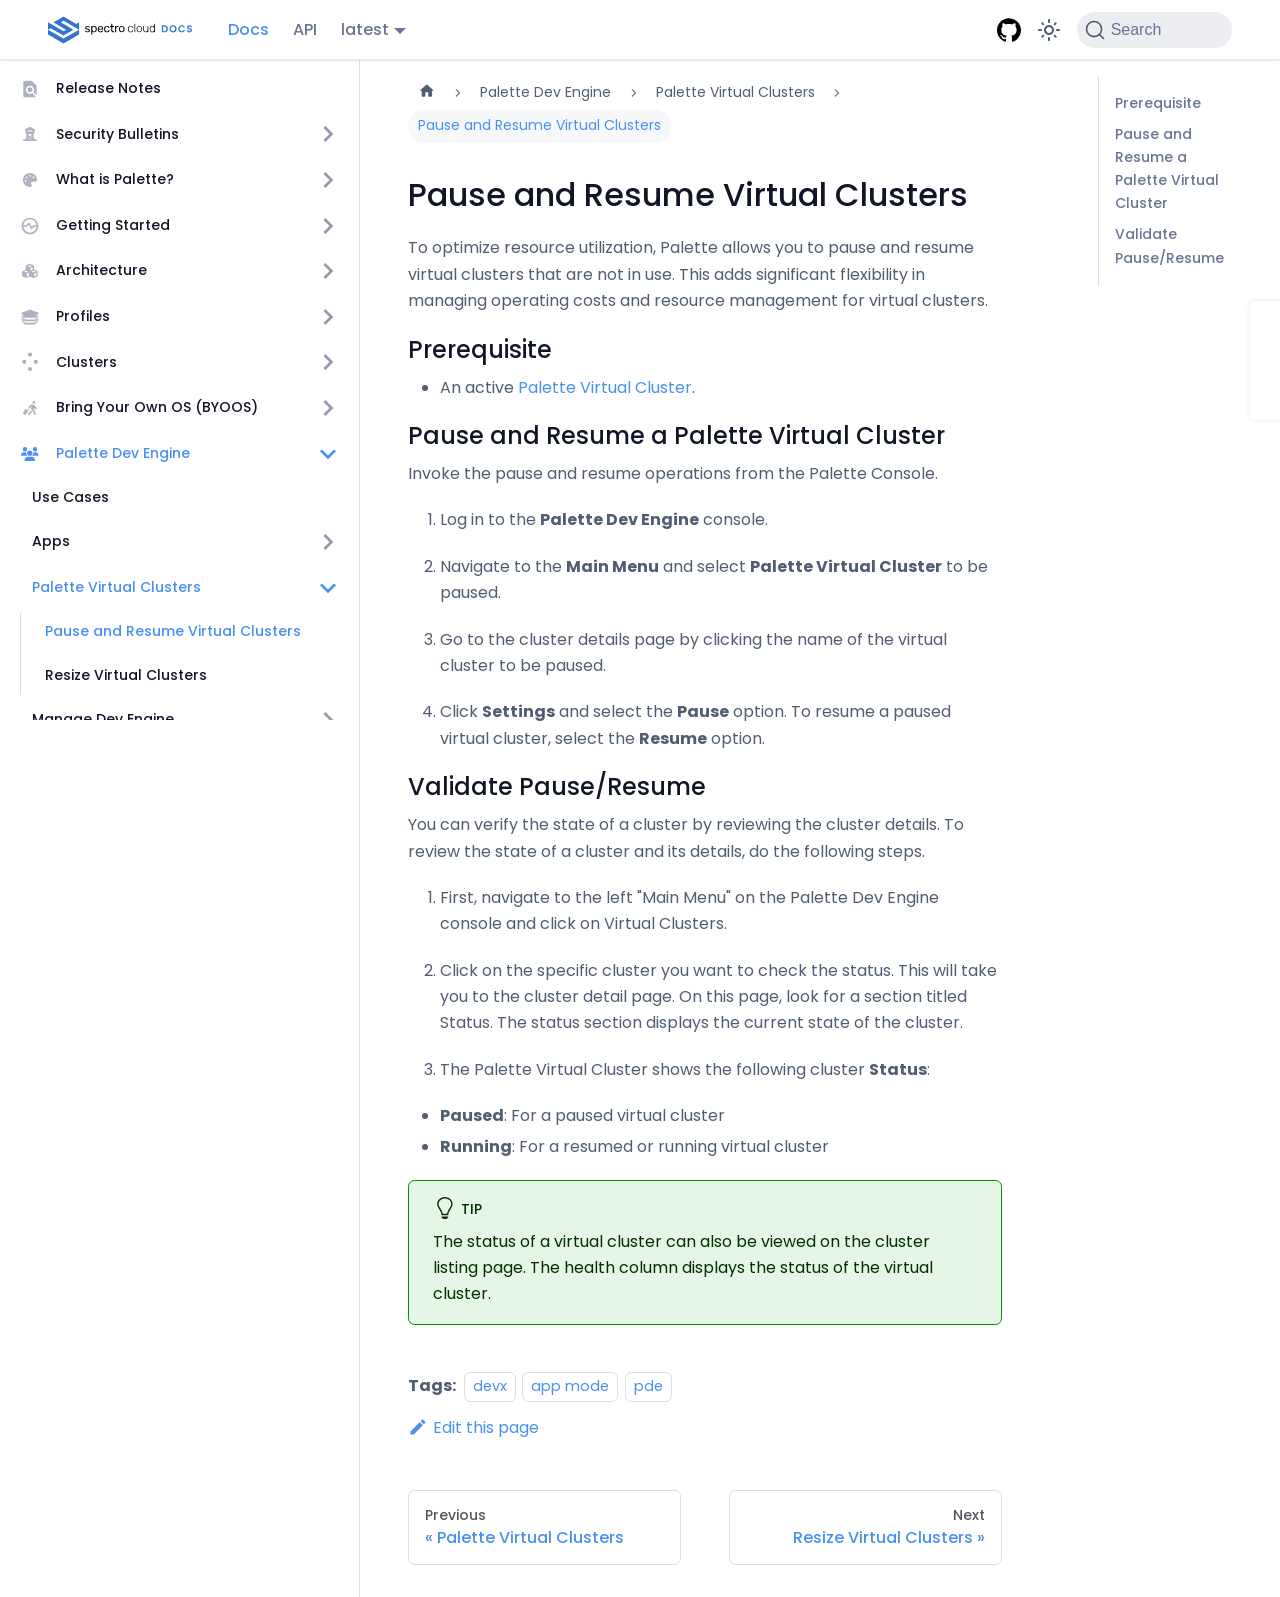 spectro cloud DOCS
Docs
API
latest
Search
Release Notes
Security Bulletins
What is Palette?
Getting Started
Architecture
Profiles
Clusters
Bring Your Own OS (BYOOS)
Palette Dev Engine
Use Cases
Apps
Palette Virtual Clusters
Pause and Resume Virtual Clusters
Resize Virtual Clusters
Manage Dev Engine
Palette Dev Engine
Palette Virtual Clusters
Pause and Resume Virtual Clusters
Pause and Resume Virtual Clusters
To optimize resource utilization, Palette allows you to pause and resume
virtual clusters that are not in use. This adds significant flexibility in
managing operating costs and resource management for virtual clusters.
Prerequisite
• An active Palette Virtual Cluster.
Pause and Resume a Palette Virtual Cluster
Invoke the pause and resume operations from the Palette Console.
1. Log in to the Palette Dev Engine console.
2. Navigate to the Main Menu and select Palette Virtual Cluster to be
paused.
3. Go to the cluster details page by clicking the name of the virtual
cluster to be paused.
4. Click Settings and select the Pause option. To resume a paused
virtual cluster, select the Resume option.
Validate Pause/Resume
You can verify the state of a cluster by reviewing the cluster details. To
review the state of a cluster and its details, do the following steps.
1. First, navigate to the left "Main Menu" on the Palette Dev Engine
console and click on Virtual Clusters.
2. Click on the specific cluster you want to check the status. This will take
you to the cluster detail page. On this page, look for a section titled
Status. The status section displays the current state of the cluster.
3. The Palette Virtual Cluster shows the following cluster Status:
• Paused: For a paused virtual cluster
• Running: For a resumed or running virtual cluster
TIP
The status of a virtual cluster can also be viewed on the cluster
listing page. The health column displays the status of the virtual
cluster.
Tags: devx app mode pde
Edit this page
Previous
« Palette Virtual Clusters
Next
Resize Virtual Clusters »
Prerequisite
Pause and
Resume a
Palette Virtual
Cluster
Validate
Pause/Resume